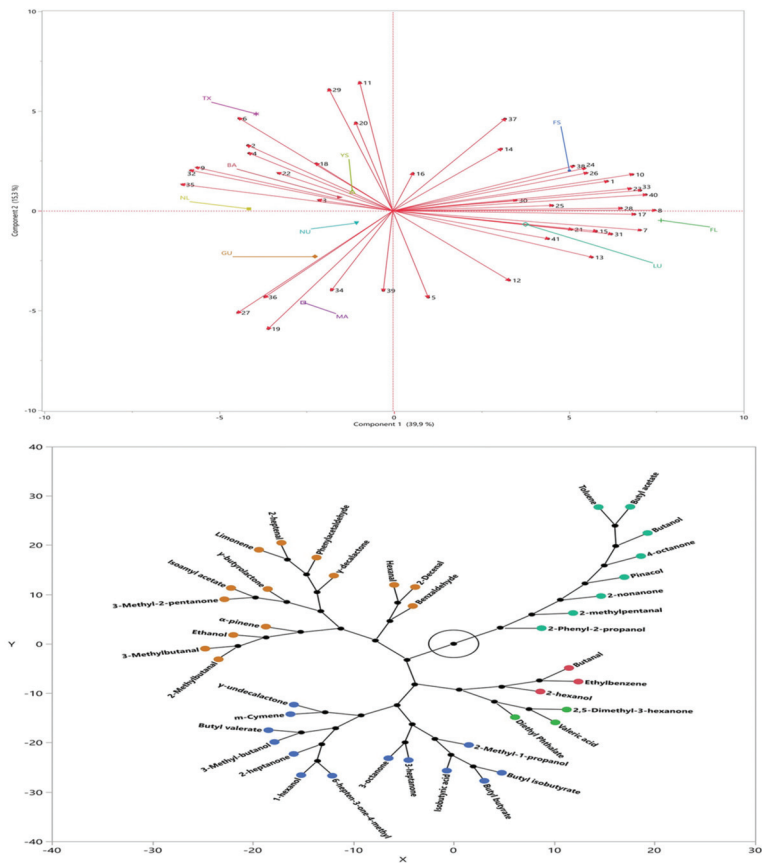 10
5
0
-5
-10
Component 2 (15,3 %)
-10
-5
0
5
10
Component 1 (39,9 %)
11
29
TX
6
20
37
FS
2
4
14
YS
18
9
32
BA
22
16
38
24
26
10
35
1
33
23
40
3
30
NL
25
28
8
17
NU
21
15
7
FL
31
41
GU
13
LU
12
36
34
39
5
27
MA
19
40
30
20
10
0
-10
-20
-30
-40
Y
-40
-30
-20
-10
0
10
20
30
X
Toluene
Butyl acetate
Butanol
4-octanone
Pinacol
2-nonanone
2-methylpentanal
2-Phenyl-2-propanol
Limonene
2-heptenal
Phenylacetaldehyde
γ-decalactone
γ-butyrolactone
Isoamyl acetate
3-Methyl-2-pentanone
α-pinene
Ethanol
3-Methylbutanal
2-Methylbutanal
Hexanal
2-Decenal
Benzaldehyde
Butanal
Ethylbenzene
2-hexanol
2,5-Dimethyl-3-hexanone
Valeric acid
Diethyl Phthalate
γ-undecalactone
m-Cymene
Butyl valerate
3-Methyl-butanol
2-heptanone
1-hexanol
6-hepten-3-one-4-methyl
3-octanone
3-heptanone
2-Methyl-1-propanol
Isobutyric acid
Butyl isobutyrate
Butyl butyrate